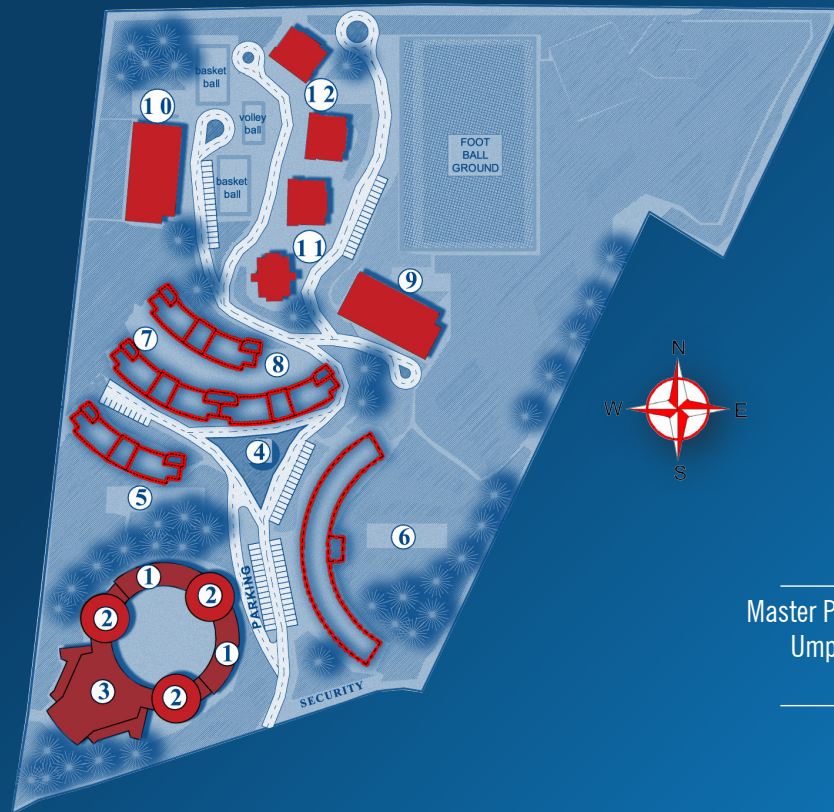 12
basket
ball
10
volley
ball
FOOT
BALL
GROUND
basket
ball
11
9
7
8
N
W
E
S
4
5
6
1
2
PARKING
2
1
3
2
SECURITY
Master P
Ump